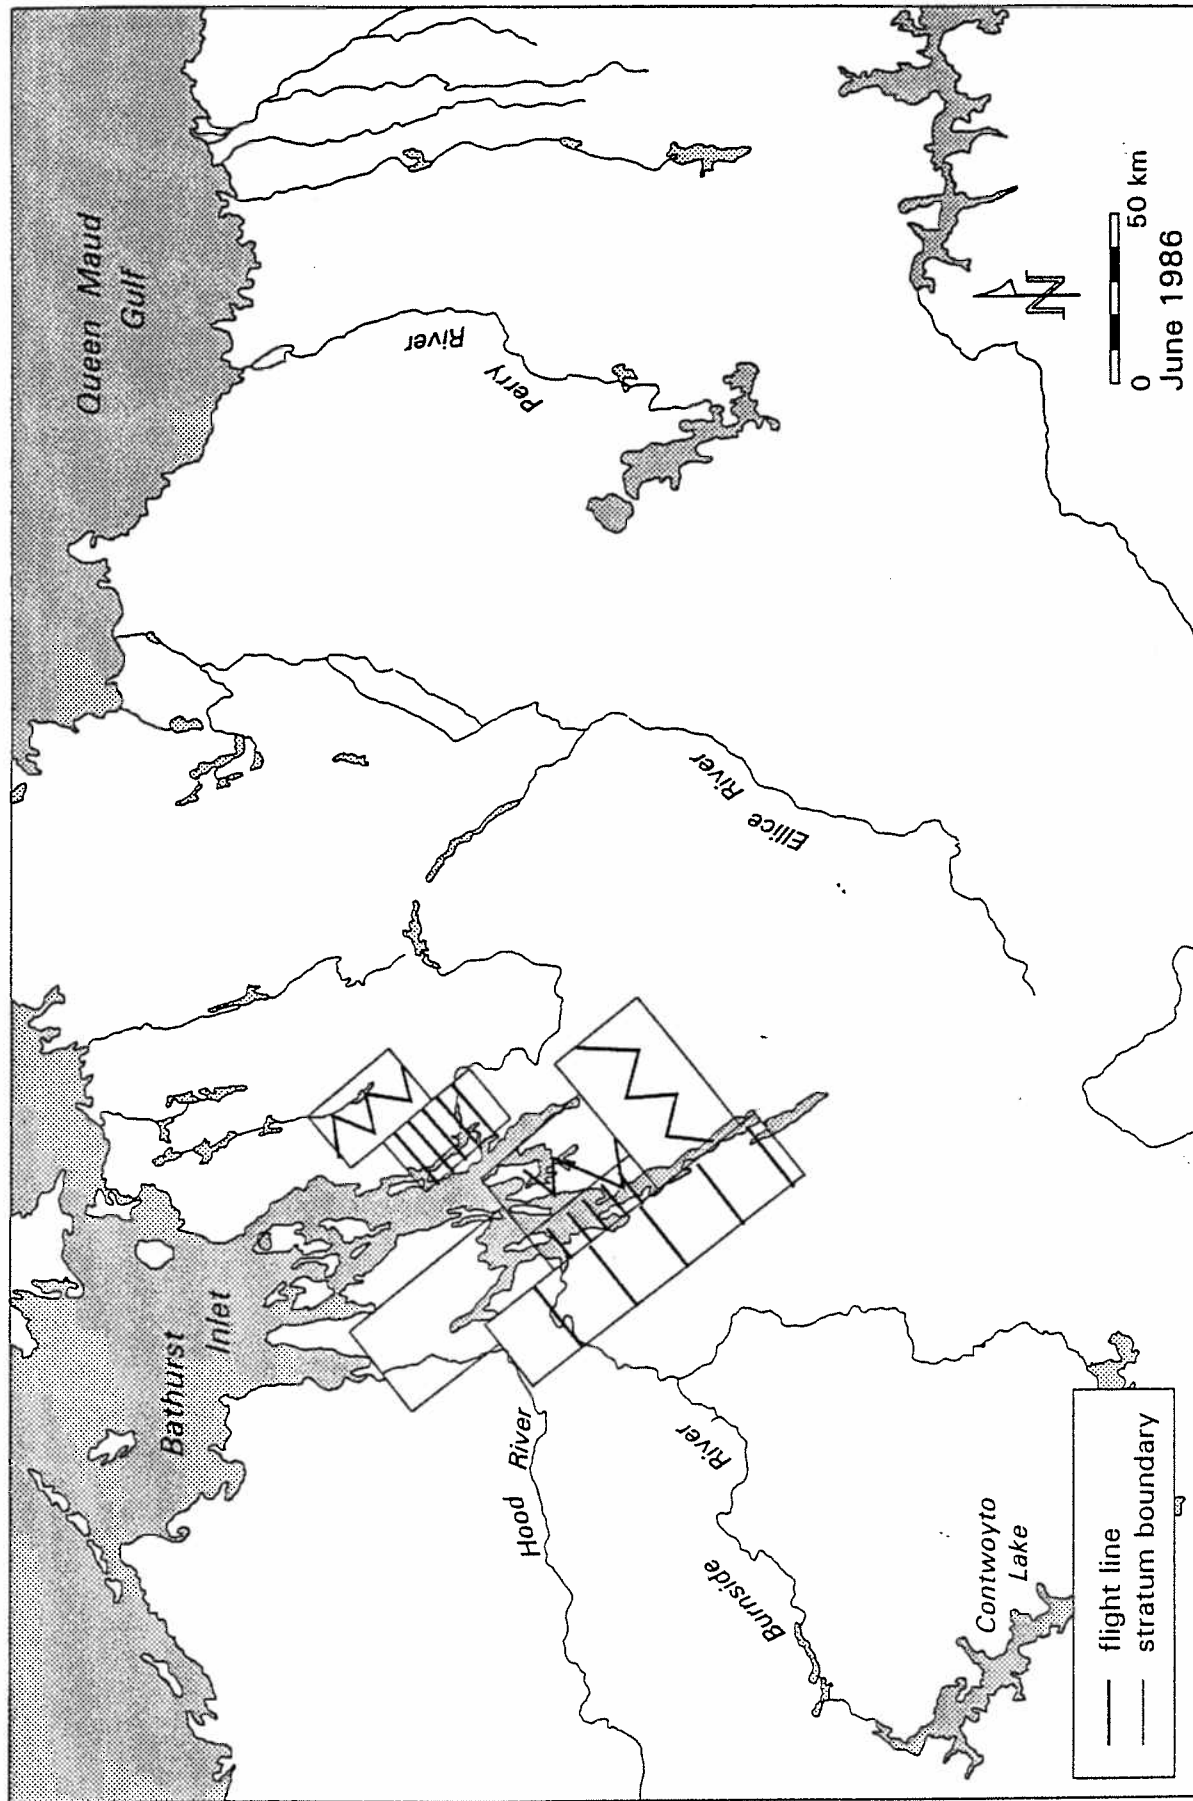 Queen Maud
Gulf
Bathurst
Inlet
Perry
River
Ellice River
Hood River
Burnside
River
Contwoyto
Lake
N
0 50 km
June 1986
flight line
stratum boundary